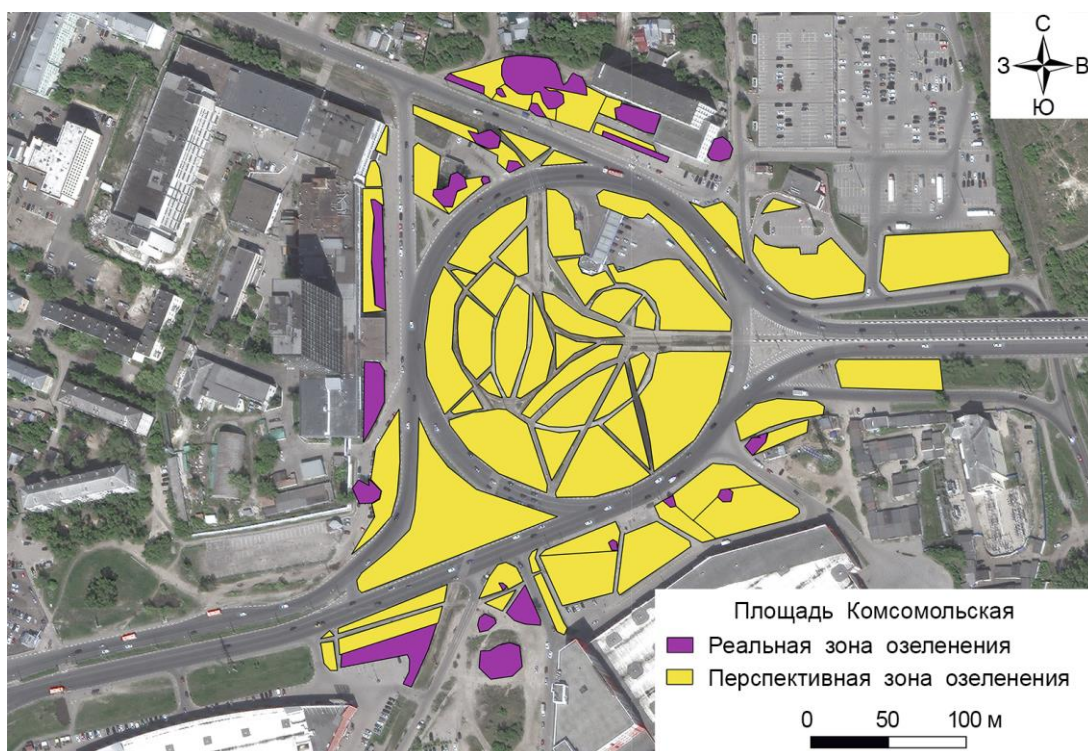 С
З В
Ю
Площадь Комсомольская
Реальная зона озеленения
Перспективная зона озеленения
0 50 100 м